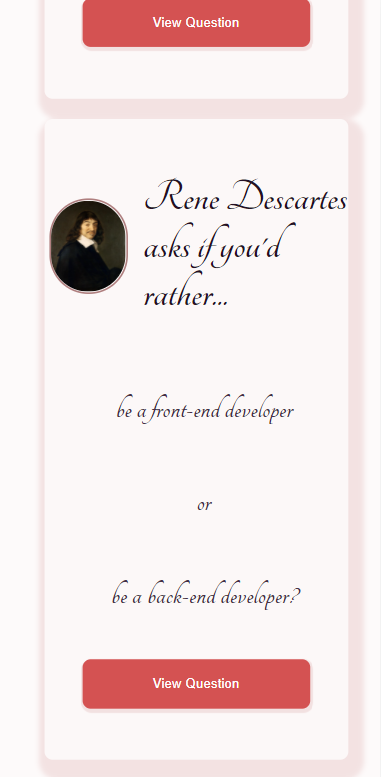 View Question
Rene Descartes
asks if you'd
rather...
be a front-end developer
or
be a back-end developer?
View Question